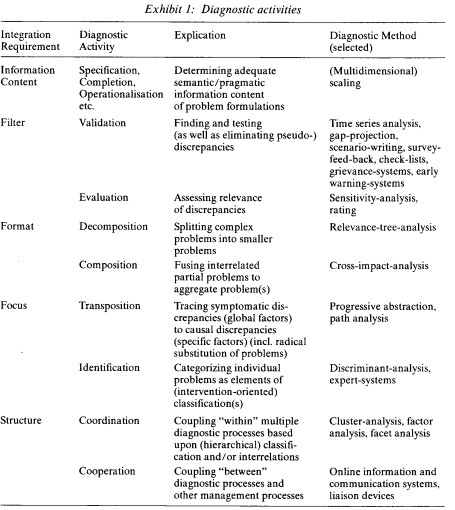 Exhibit 1: Diagnostic activities
Integration Requirement Diagnostic Activity Explication Diagnostic Method (selected)
Information Content Specification, Completion, Operationalisation etc. Determining adequate semantic/pragmatic information content of problem formulations (Multidimensional) scaling
Filter Validation Finding and testing (as well as eliminating pseudo-) discrepancies Time series analysis, gap-projection, scenario-writing, survey-feed-back, check-lists, grievance-systems, early warning-systems
Evaluation Assessing relevance of discrepancies Sensitivity-analysis, rating
Format Decomposition Splitting complex problems into smaller problems Relevance-tree-analysis
Composition Fusing interrelated partial problems to aggregate problem(s) Cross-impact-analysis
Focus Transposition Tracing symptomatic dis-crepancies (global factors) to causal discrepancies (specific factors) (incl. radical substitution of problems) Progressive abstraction, path analysis
Identification Categorizing individual problems as elements of (intervention-oriented) classification(s) Discriminant-analysis, expert-systems
Structure Coordination Coupling "within" multiple diagnostic processes based upon (hierarchical) classifi-cation and/or interrelations Cluster-analysis, factor analysis, facet analysis
Cooperation Coupling "between" diagnostic processes and other management processes Online information and communication systems, liaison devices